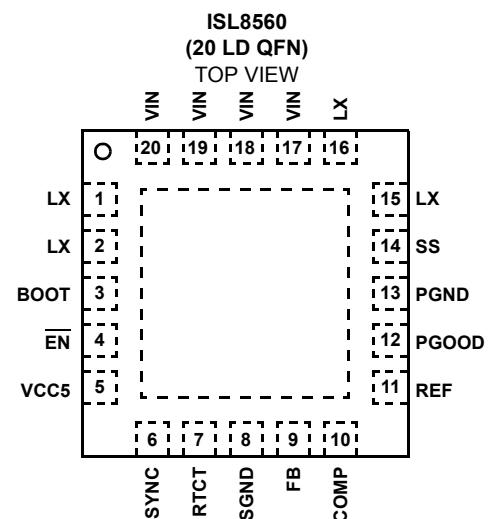 ISL8560
(20 LD QFN)
TOP VIEW
VIN VIN VIN VIN LX
20 19 18 17 16
LX 1 15 LX
LX 2 14 SS
BOOT 3 13 PGND
EN 4 12 PGOOD
VCC5 5 11 REF
6 7 8 9 10
SYNC RTCT SGND FB COMP